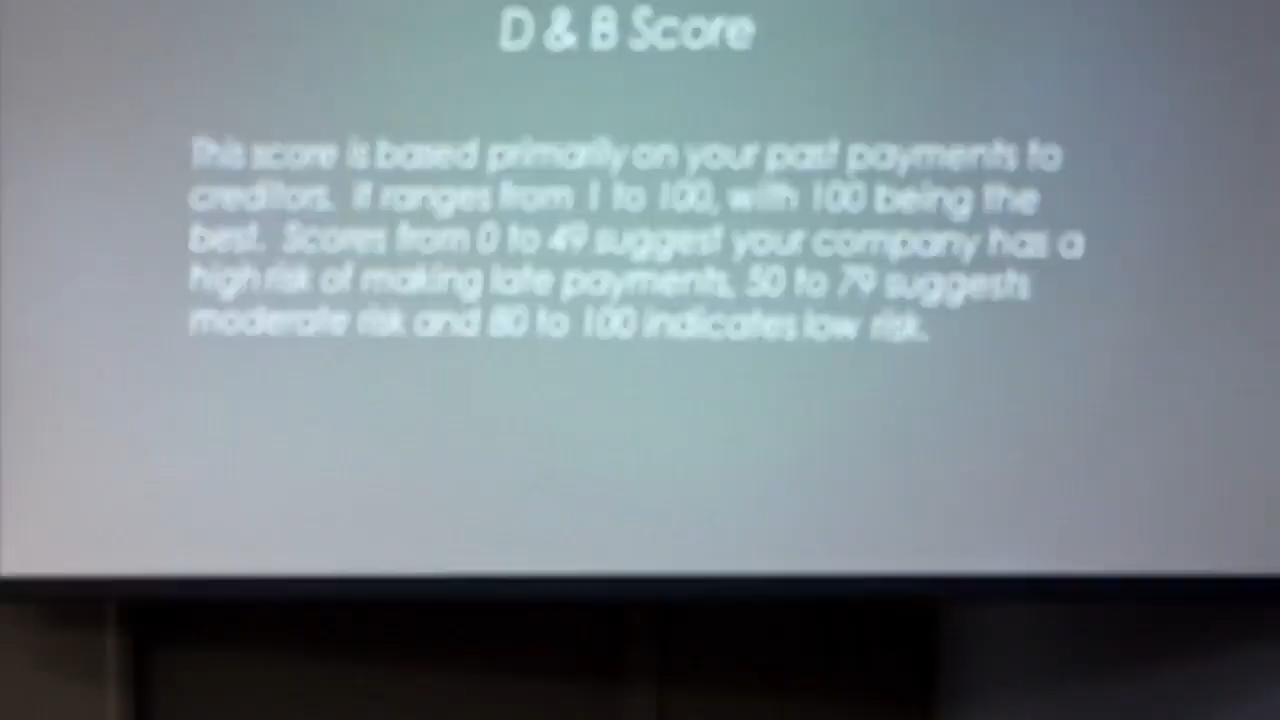 D & B Score
This score is based primarily on your past payments to
creditors. It ranges from 1 to 100, with 100 being the
best. Scores from 0 to 49 suggest your company has a
high risk of making late payments, 50 to 79 suggests
moderate risk and 80 to 100 indicates low risk.